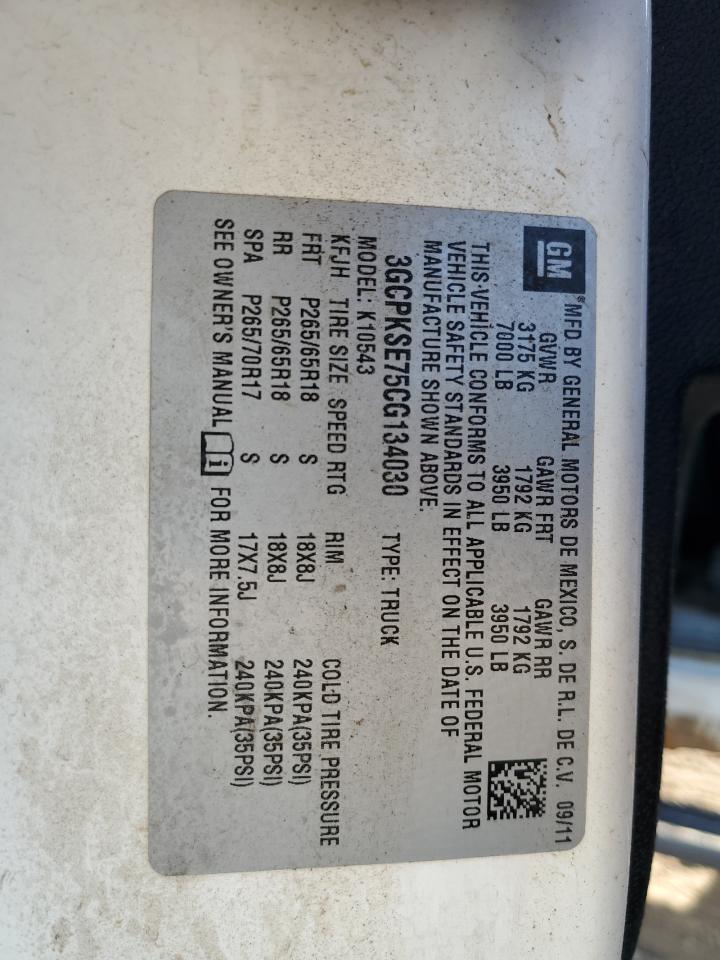 GM ® MFD BY GENERAL MOTORS DE MEXICO, S. DE R.L. DE C.V. 09/11
GVWR GAWR FRT GAWR RR
3175 KG 1792 KG 1792 KG
7000 LB 3950 LB 3950 LB
THIS VEHICLE CONFORMS TO ALL APPLICABLE U.S. FEDERAL MOTOR
VEHICLE SAFETY STANDARDS IN EFFECT ON THE DATE OF
MANUFACTURE SHOWN ABOVE.
3GCPKSE75CG134030 TYPE: TRUCK
MODEL: K10543
KFJH TIRE SIZE SPEED RTG RIM COLD TIRE PRESSURE
FRT P265/65R18 S 18X8J 240KPA(35PSI)
RR P265/65R18 S 18X8J 240KPA(35PSI)
SPA P265/70R17 S 17X7.5J 240KPA(35PSI)
SEE OWNER'S MANUAL i FOR MORE INFORMATION.